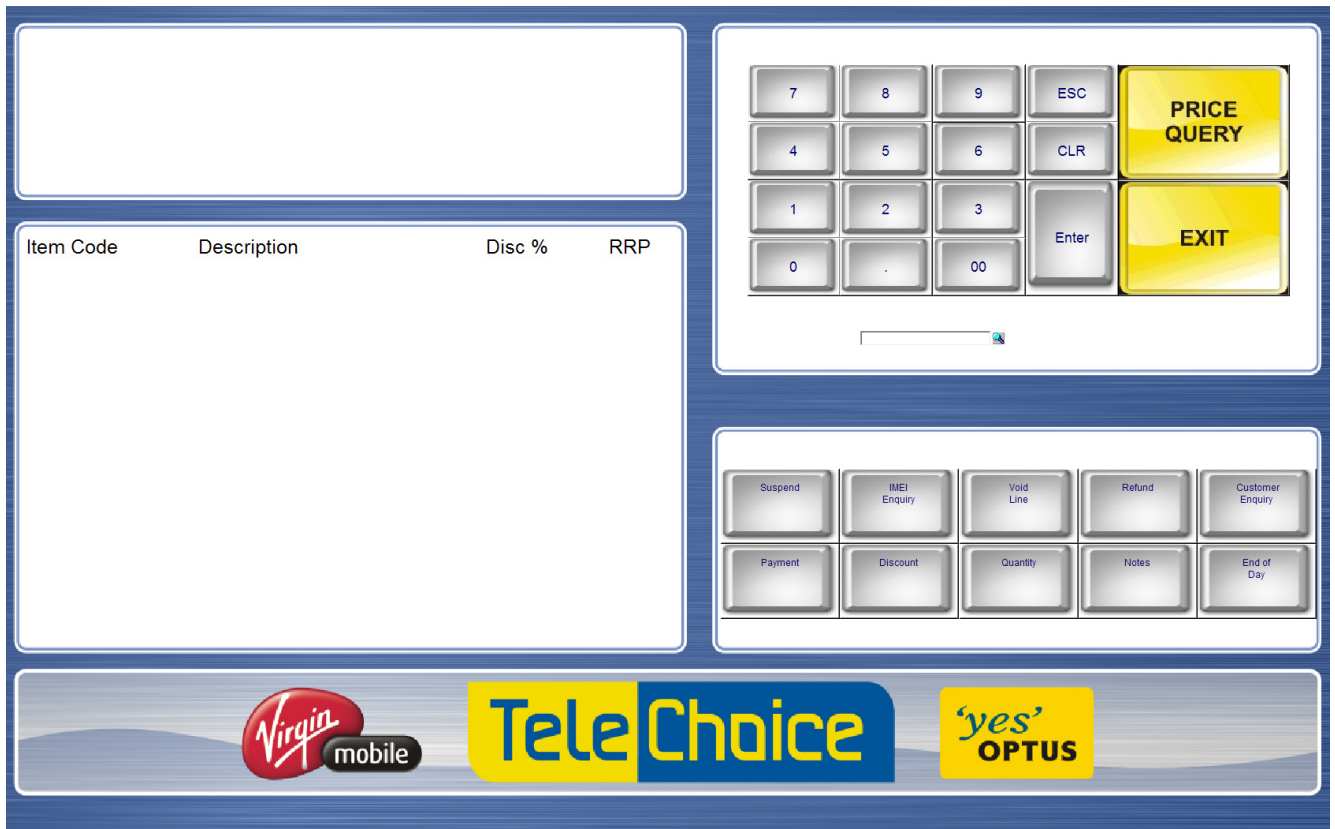 Item Code Description Disc % RRP
7 8 9 ESC
PRICE
QUERY
4 5 6 CLR
1 2 3
Enter
EXIT
0 . 00
Suspend
IMEI
Enquiry
Void
Line
Refund
Customer
Enquiry
Payment
Discount
Quantity
Notes
End of
Day
Virgin
mobile
TeleChoice
‘yes’
OPTUS